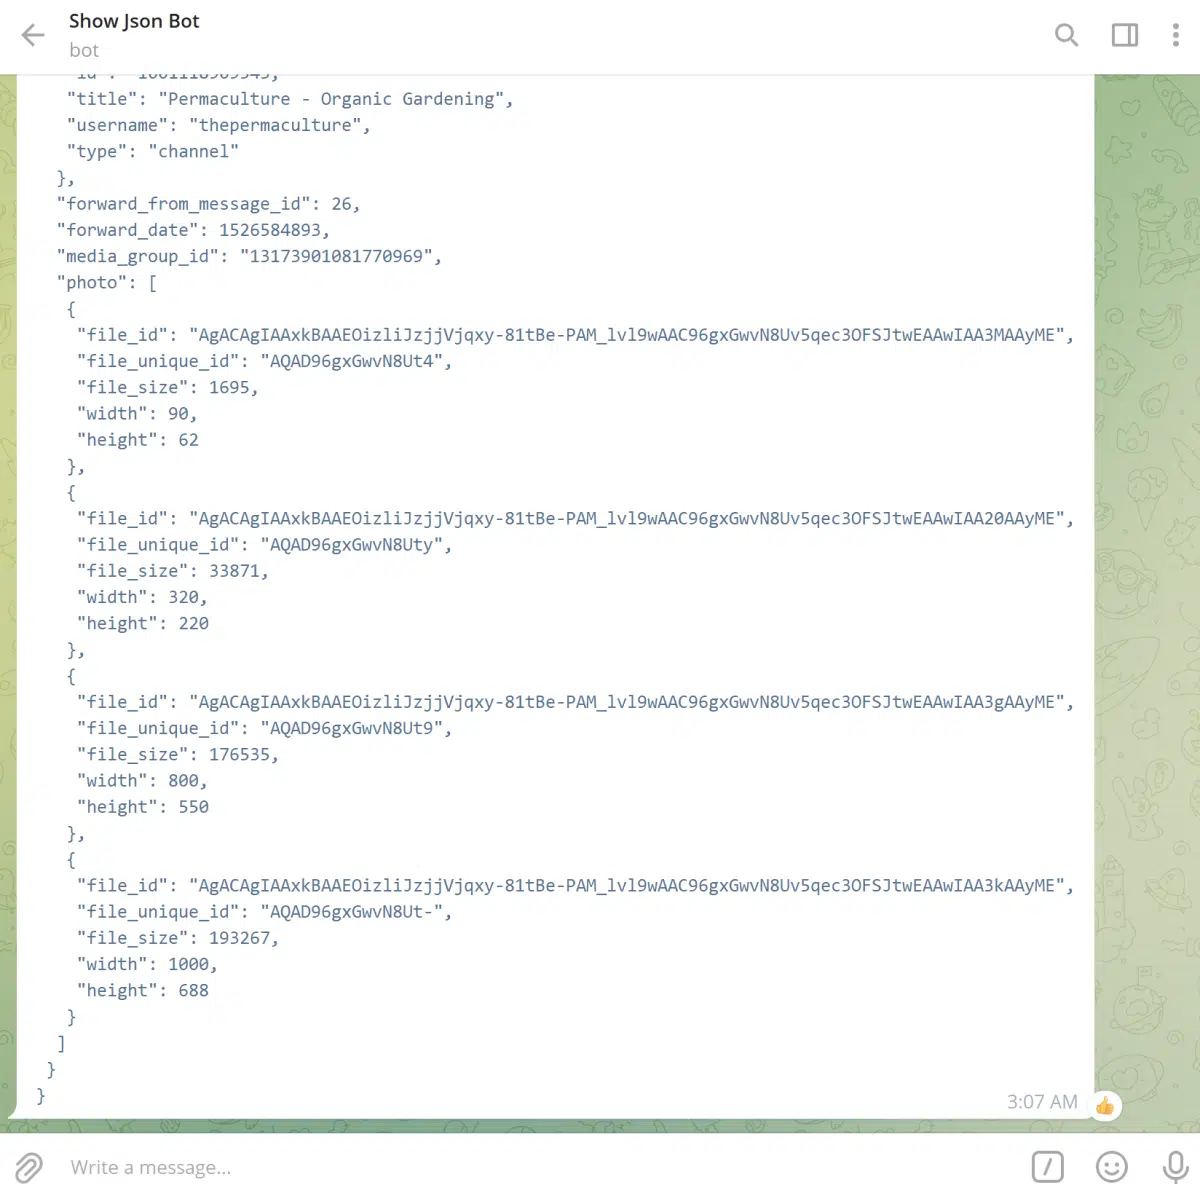 Show Json Bot
bot
"title": "Permaculture - Organic Gardening",
"username": "thepermaculture",
"type": "channel"
},
"forward_from_message_id": 26,
"forward_date": 1526584893,
"media_group_id": "13173901081770969",
"photo": [
{
"file_id": "AgACAgIAAxkBAAEOizliJzjjVjqxy-81tBe-PAM_lvl9wAAC96gxGwvN8Uv5qec3OFSJtwEAAwIAA3MAAyME",
"file_unique_id": "AQAD96gxGwvN8Ut4",
"file_size": 1695,
"width": 90,
"height": 62
},
{
"file_id": "AgACAgIAAxkBAAEOizliJzjjVjqxy-81tBe-PAM_lvl9wAAC96gxGwvN8Uv5qec3OFSJtwEAAwIAA20AAyME",
"file_unique_id": "AQAD96gxGwvN8Uty",
"file_size": 33871,
"width": 320,
"height": 220
},
{
"file_id": "AgACAgIAAxkBAAEOizliJzjjVjqxy-81tBe-PAM_lvl9wAAC96gxGwvN8Uv5qec3OFSJtwEAAwIAA3gAAyME",
"file_unique_id": "AQAD96gxGwvN8Ut9",
"file_size": 176535,
"width": 800,
"height": 550
},
{
"file_id": "AgACAgIAAxkBAAEOizliJzjjVjqxy-81tBe-PAM_lvl9wAAC96gxGwvN8Uv5qec3OFSJtwEAAwIAA3kAAyME",
"file_unique_id": "AQAD96gxGwvN8Ut-",
"file_size": 193267,
"width": 1000,
"height": 688
}
]
}
}
3:07 AM
Write a message...